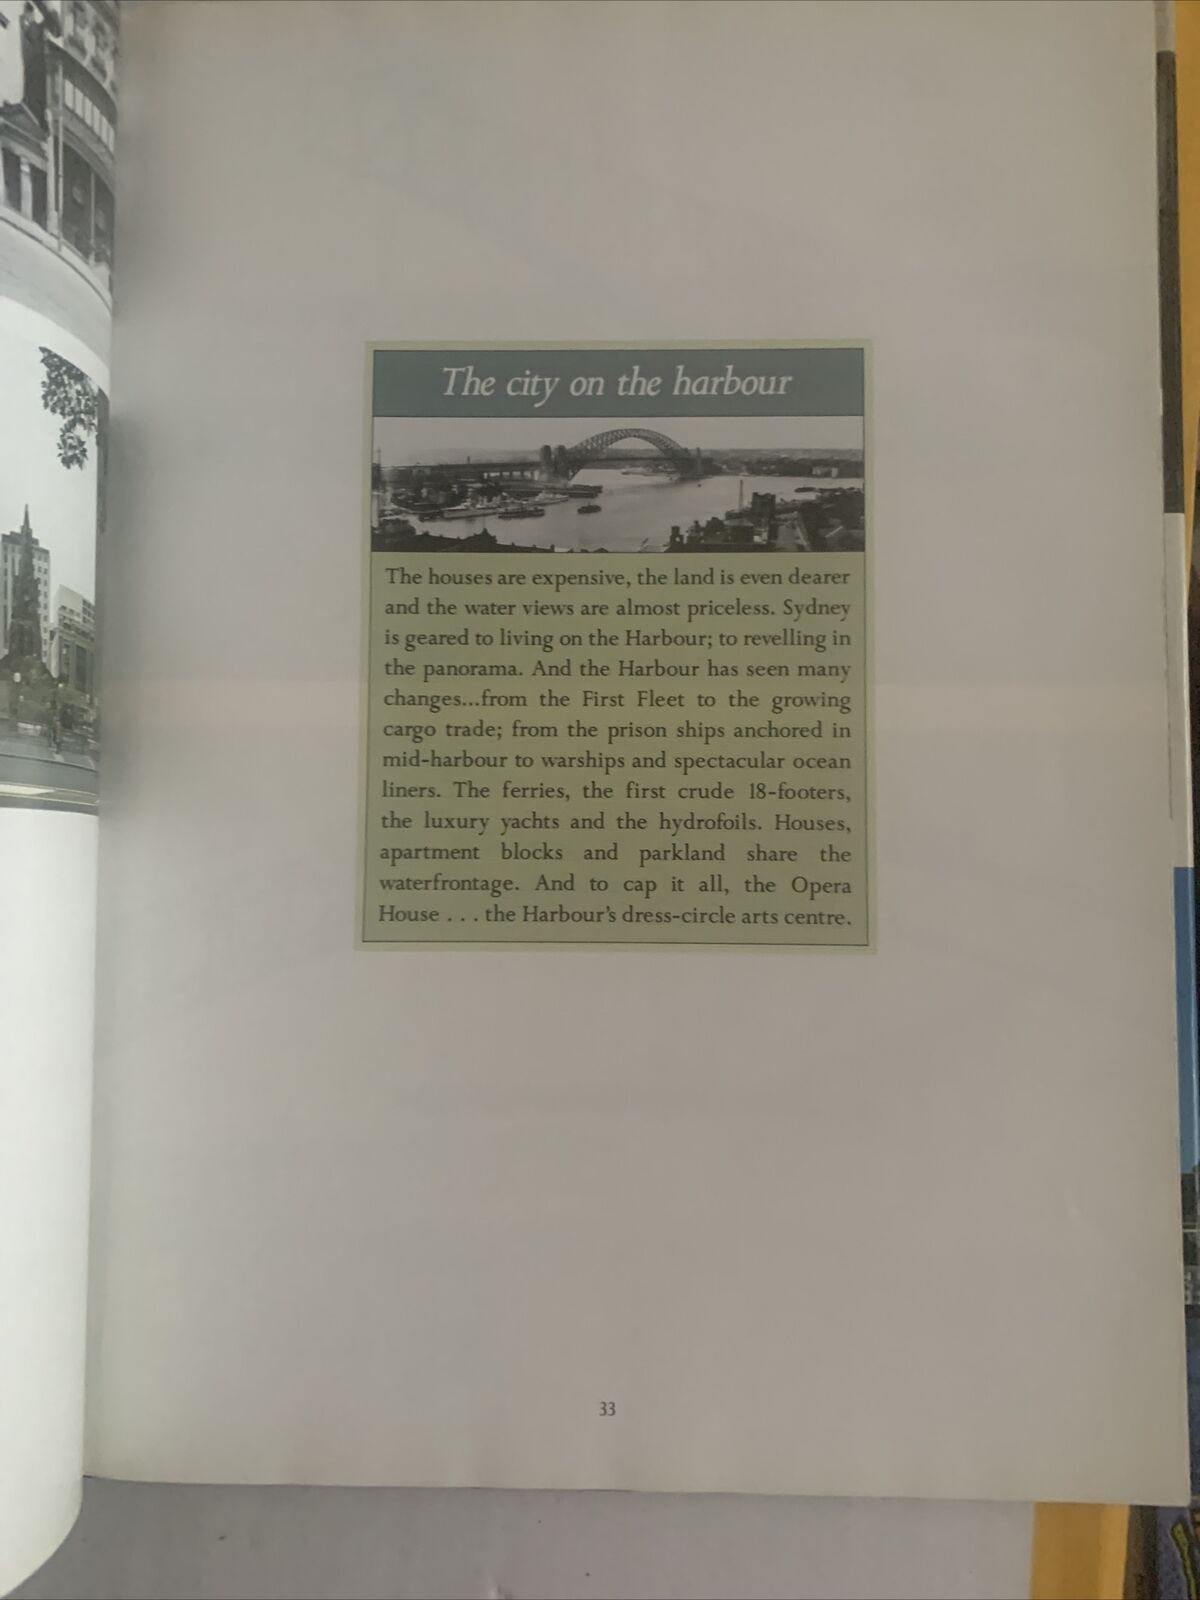 The city on the harbour
The houses are expensive, the land is even dearer
and the water views are almost priceless. Sydney
is geared to living on the Harbour; to revelling in
the panorama. And the Harbour has seen many
changes...from the First Fleet to the growing
cargo trade; from the prison ships anchored in
mid-harbour to warships and spectacular ocean
liners. The ferries, the first crude 18-footers,
the luxury yachts and the hydrofoils. Houses,
apartment blocks and parkland share the
waterfrontage. And to cap it all, the Opera
House . . . the Harbour's dress-circle arts centre.
33